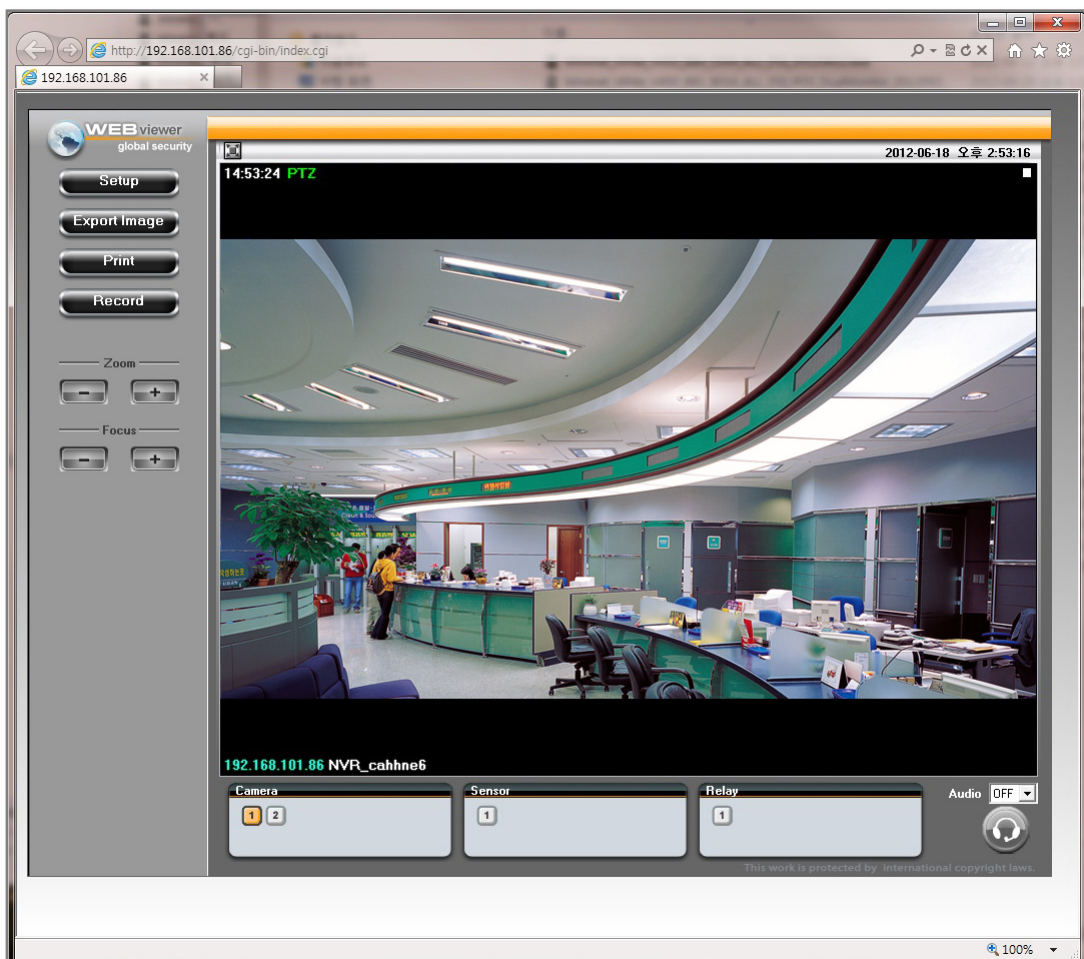 http://192.168.101.86/cgi-bin/index.cgi
192.168.101.86
WEB viewer
global security
2012-06-18 오후 2:53:16
Setup
Export Image
Print
Record
Zoom
- +
Focus
- +
14:53:24 PTZ
192.168.101.86 NVR_cahhne6
Camera
1 2
Sensor
1
Relay
1
Audio OFF
This work is protected by international copyright laws.
100%